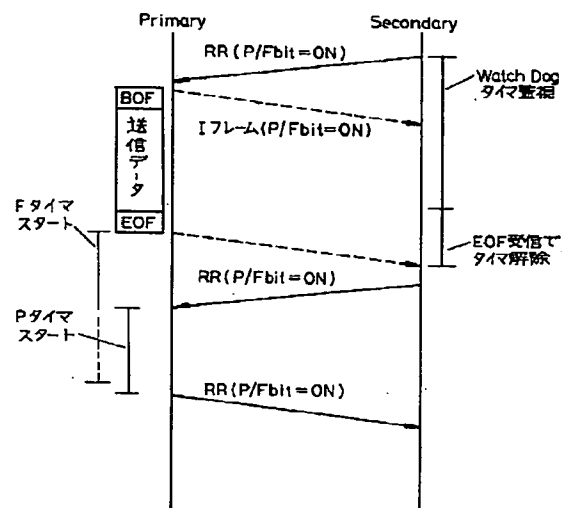 Primary
Secondary
RR(P/Fbit=ON)
Watch Dog
タイマ監視
BOF
送信データ
EOF
Iフレーム(P/Fbit=ON)
Fタイマ
スタート
EOF受信で
タイマ解除
RR(P/Fbit=ON)
Pタイマ
スタート
RR(P/Fbit=ON)